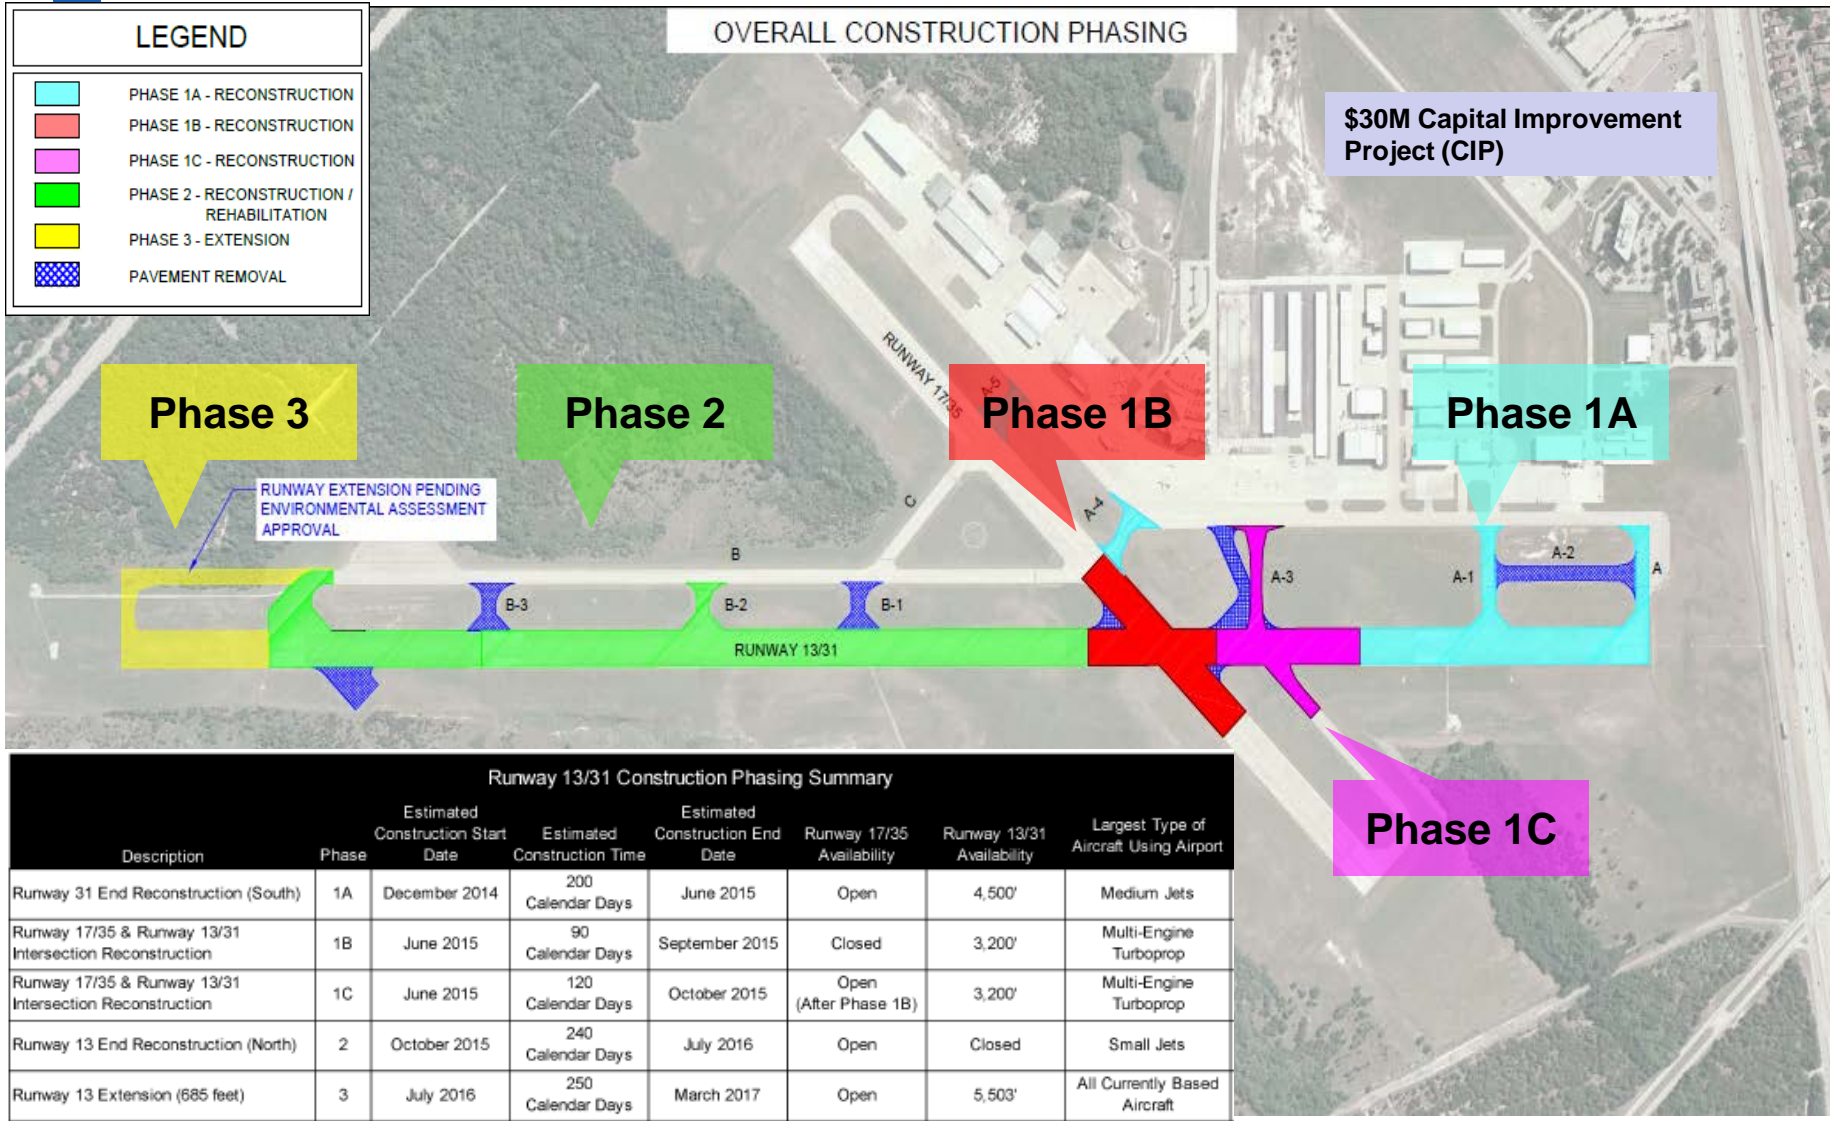 LEGEND
PHASE 1A - RECONSTRUCTION
PHASE 1B - RECONSTRUCTION
PHASE 1C - RECONSTRUCTION
PHASE 2 - RECONSTRUCTION /
REHABILITATION
PHASE 3 - EXTENSION
PAVEMENT REMOVAL
OVERALL CONSTRUCTION PHASING
$30M Capital Improvement
Project (CIP)
RUNWAY 17/35
A-5
Phase 3
Phase 2
Phase 1B
Phase 1A
RUNWAY EXTENSION PENDING
ENVIRONMENTAL ASSESSMENT
APPROVAL
C
A-4
B
A-2
A-3
A-1
A
B-3
B-2
B-1
RUNWAY 13/31
Phase 1C
Runway 13/31 Construction Phasing Summary
Description Phase Estimated Construction Start Date Estimated Construction Time Estimated Construction End Date Runway 17/35 Availability Runway 13/31 Availability Largest Type of Aircraft Using Airport
Runway 31 End Reconstruction (South) 1A December 2014 200 Calendar Days June 2015 Open 4,500' Medium Jets
Runway 17/35 & Runway 13/31 Intersection Reconstruction 1B June 2015 90 Calendar Days September 2015 Closed 3,200' Multi-Engine Turboprop
Runway 17/35 & Runway 13/31 Intersection Reconstruction 1C June 2015 120 Calendar Days October 2015 Open (After Phase 1B) 3,200' Multi-Engine Turboprop
Runway 13 End Reconstruction (North) 2 October 2015 240 Calendar Days July 2016 Open Closed Small Jets
Runway 13 Extension (685 feet) 3 July 2016 250 Calendar Days March 2017 Open 5,503' All Currently Based Aircraft